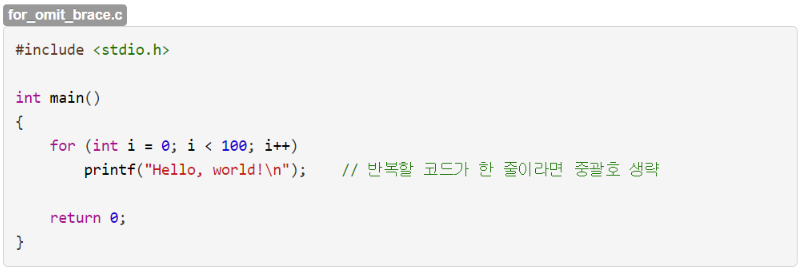 for_omit_brace.c
#include <stdio.h>
int main()
{
for (int i = 0; i < 100; i++)
printf("Hello, world!\n");    // 반복할 코드가 한 줄이라면 중괄호 생략
return 0;
}